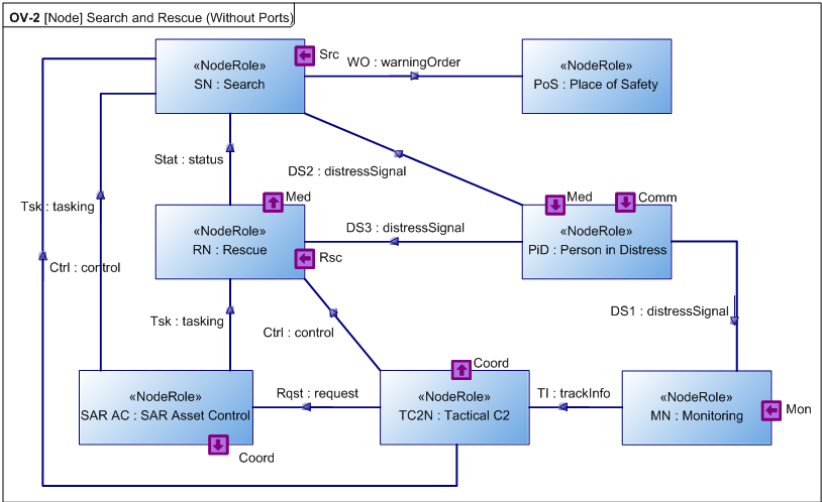 OV-2 [Node] Search and Rescue (Without Ports)
«NodeRole»
SN : Search
Src
WO : warningOrder
«NodeRole»
PoS : Place of Safety
Stat : status
DS2 : distressSignal
Tsk : tasking
Med
«NodeRole»
RN : Rescue
Rsc
DS3 : distressSignal
Med
Comm
«NodeRole»
PiD : Person in Distress
Ctrl : control
Tsk : tasking
Ctrl : control
DS1 : distressSignal
«NodeRole»
SAR AC : SAR Asset Control
Coord
Rqst : request
Coord
«NodeRole»
TC2N : Tactical C2
TI : trackInfo
«NodeRole»
MN : Monitoring
Mon